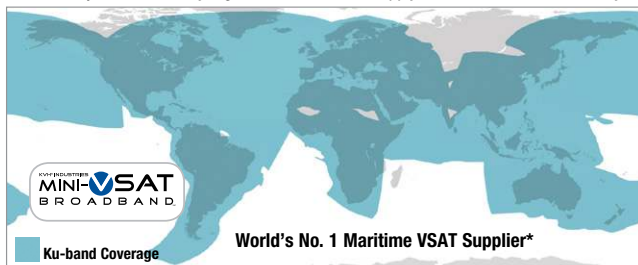 KVH INDUSTRIES
MINI-VSAT
BROADBAND
World's No. 1 Maritime VSAT Supplier*
Ku-band Coverage